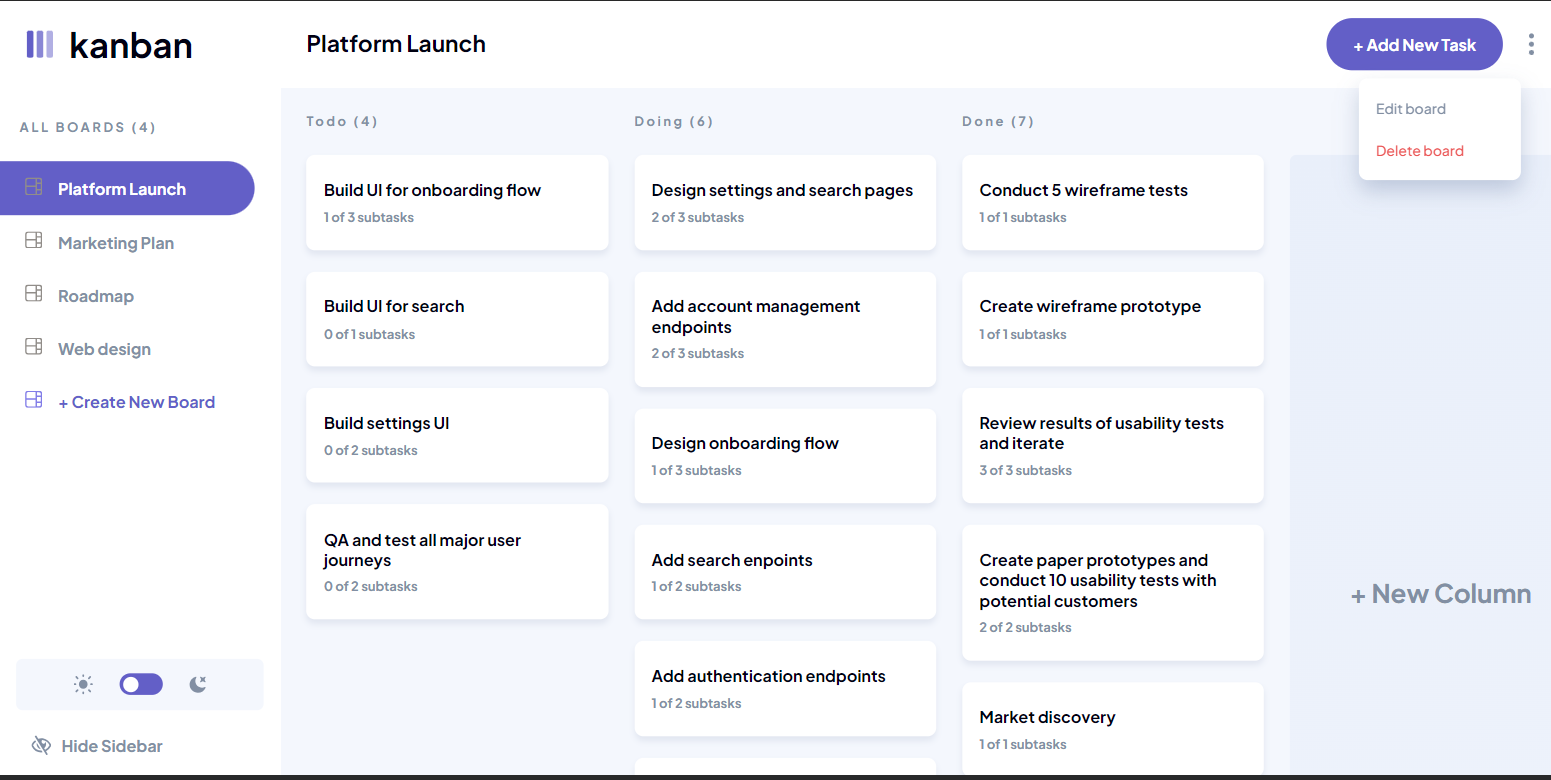 kanban
Platform Launch
+ Add New Task
Edit board
Delete board
ALL BOARDS (4)
Platform Launch
Marketing Plan
Roadmap
Web design
+ Create New Board
Hide Sidebar
Todo (4)
Build UI for onboarding flow
1 of 3 subtasks
Build UI for search
0 of 1 subtasks
Build settings UI
0 of 2 subtasks
QA and test all major user
journeys
0 of 2 subtasks
Doing (6)
Design settings and search pages
2 of 3 subtasks
Add account management
endpoints
2 of 3 subtasks
Design onboarding flow
1 of 3 subtasks
Add search enpoints
1 of 2 subtasks
Add authentication endpoints
1 of 2 subtasks
Done (7)
Conduct 5 wireframe tests
1 of 1 subtasks
Create wireframe prototype
1 of 1 subtasks
Review results of usability tests
and iterate
3 of 3 subtasks
Create paper prototypes and
conduct 10 usability tests with
potential customers
2 of 2 subtasks
Market discovery
1 of 1 subtasks
+ New Column